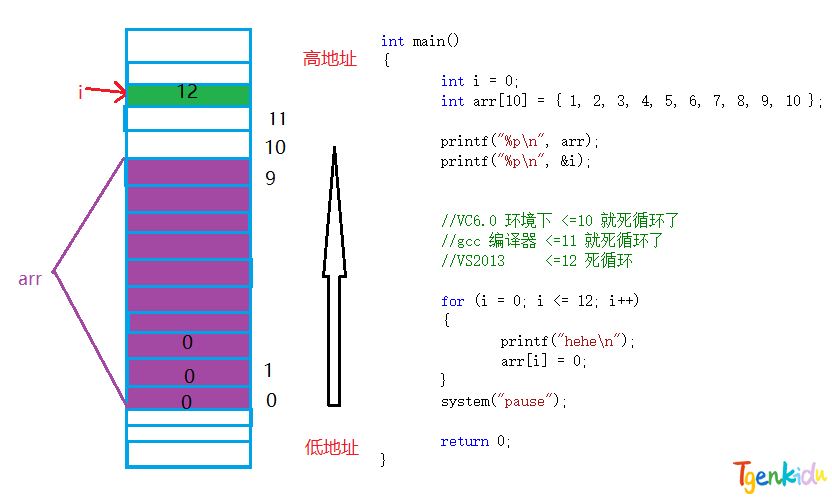 高地址
i
12
11
10
9
arr
0
0
1
0
0
低地址
int main()
{
int i = 0;
int arr[10] = { 1, 2, 3, 4, 5, 6, 7, 8, 9, 10 };
printf("%p\n", arr);
printf("%p\n", &i);
//VC6.0 环境下 <=10 就死循环了
//gcc 编译器 <=11 就死循环了
//VS2013 <=12 死循环
for (i = 0; i <= 12; i++)
{
printf("hehe\n");
arr[i] = 0;
}
system("pause");
return 0;
}
Tgenkidu